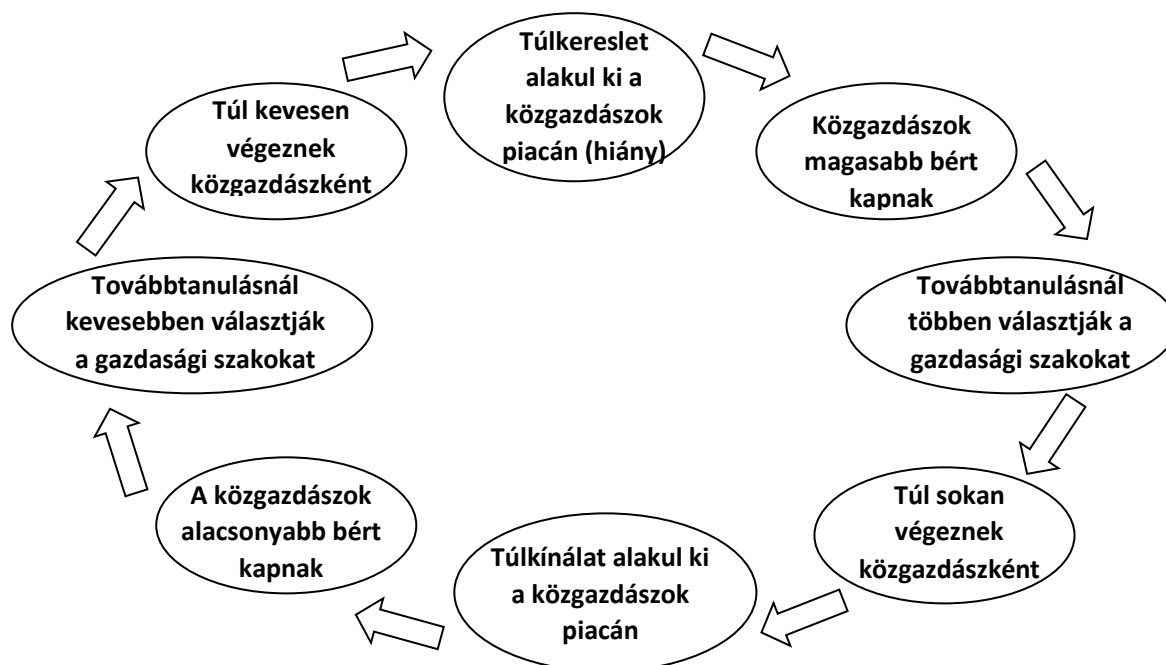 Túlkereslet
alakul ki a
közgazdászok
piacán (hiány)
Közgazdászok
magasabb bért
kapnak
Továbbtanulásnál
többen választják a
gazdasági szakokat
Túl sokan
végeznek
közgazdászként
Túlkínálat alakul ki
a közgazdászok
piacán
A közgazdászok
alacsonyabb bért
kapnak
Továbbtanulásnál
kevesebben választják
a gazdasági szakokat
Túl kevesen
végeznek
közgazdászként